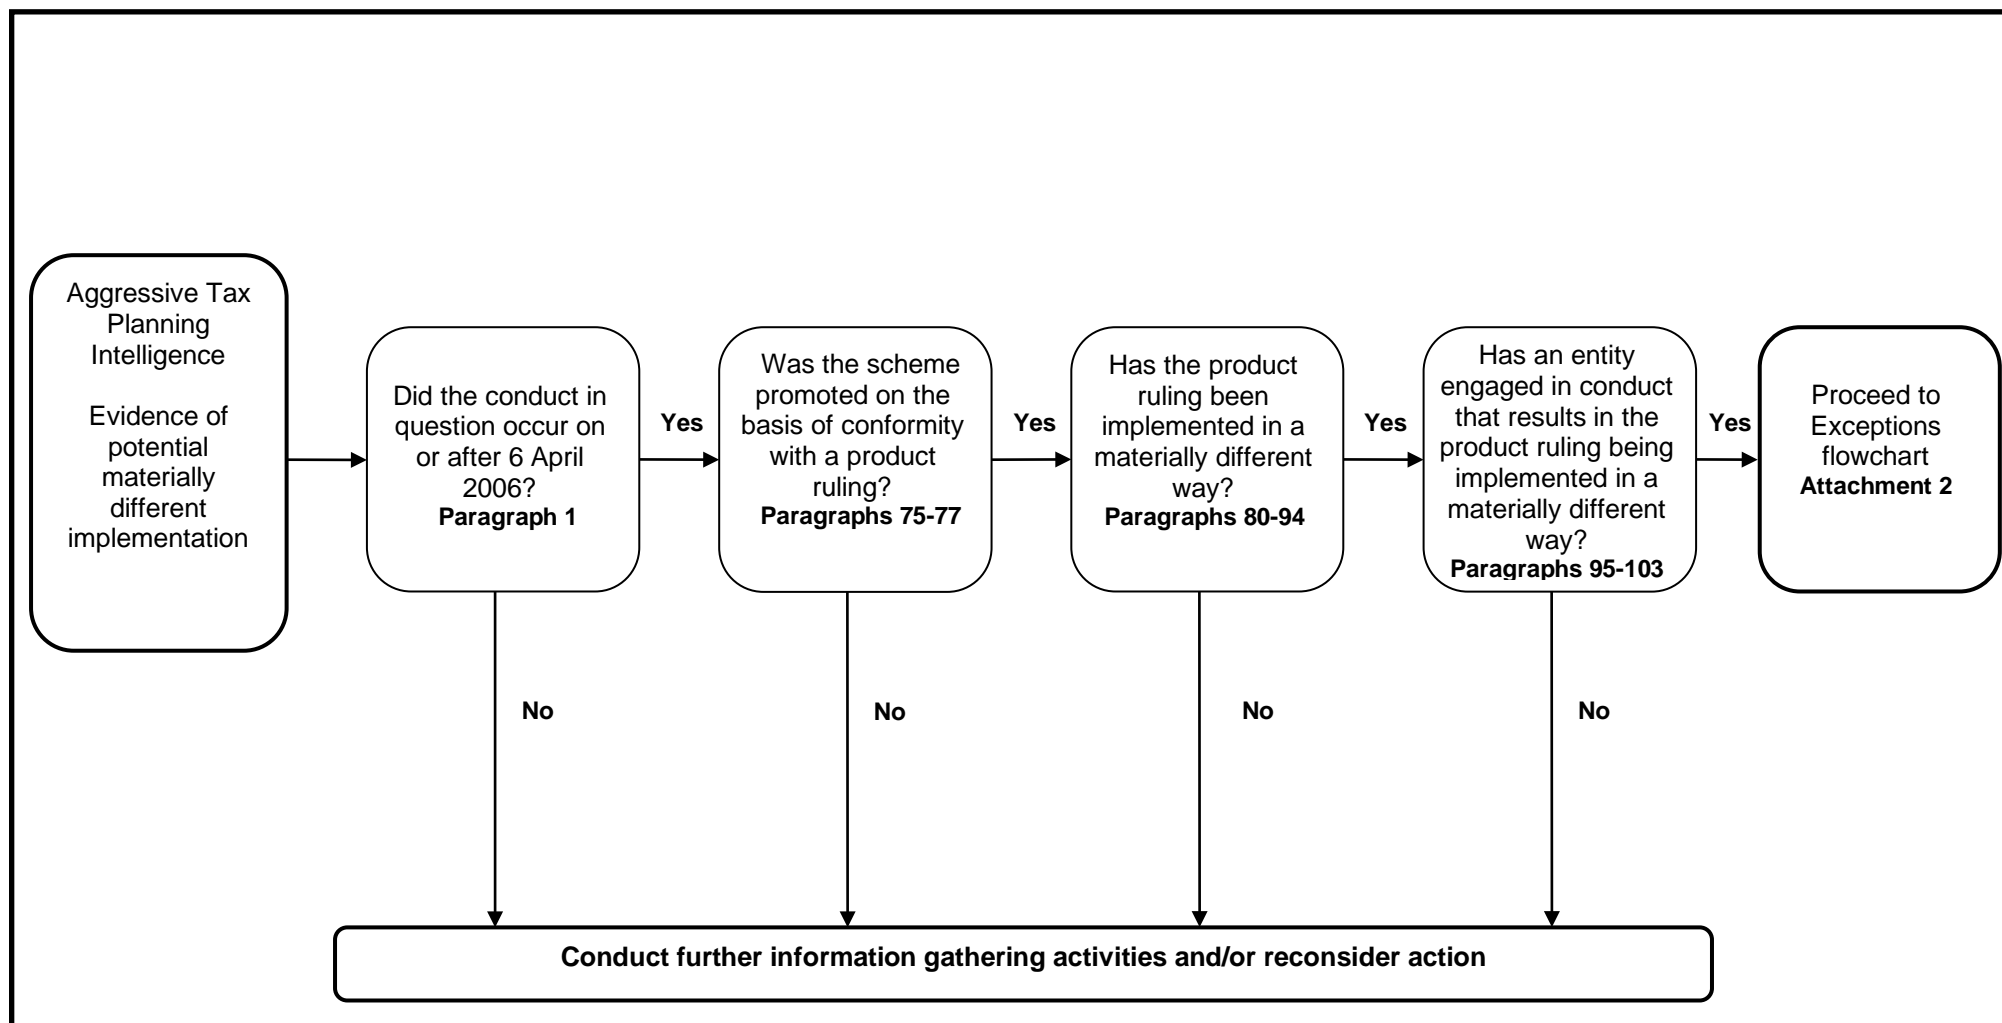 Aggressive Tax
Planning
Intelligence
Evidence of
potential
materially
different
implementation
Did the conduct in
question occur on
or after 6 April
2006?
Paragraph 1
Yes
Was the scheme
promoted on the
basis of conformity
with a product
ruling?
Paragraphs 75-77
Yes
Has the product
ruling been
implemented in a
materially different
way?
Paragraphs 80-94
Yes
Has an entity
engaged in conduct
that results in the
product ruling being
implemented in a
materially different
way?
Paragraphs 95-103
Yes
Proceed to
Exceptions
flowchart
Attachment 2
No
No
No
No
Conduct further information gathering activities and/or reconsider action